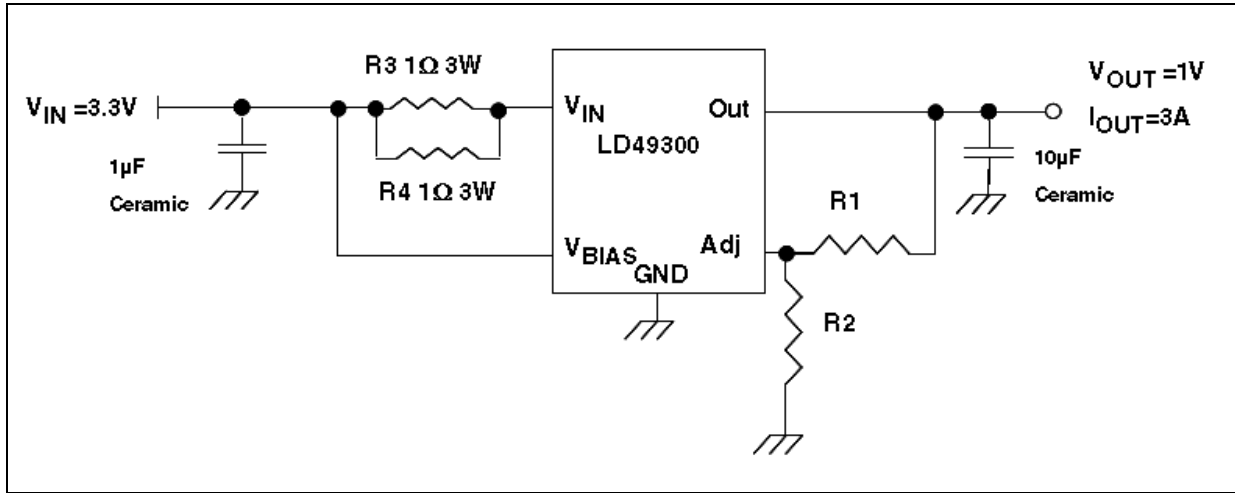 R3 1Ω 3W
V_IN =3.3V
1µF
Ceramic
R4 1Ω 3W
V_IN
Out
LD49300
V_BIAS
GND
Adj
V_OUT =1V
I_OUT=3A
10µF
Ceramic
R1
R2